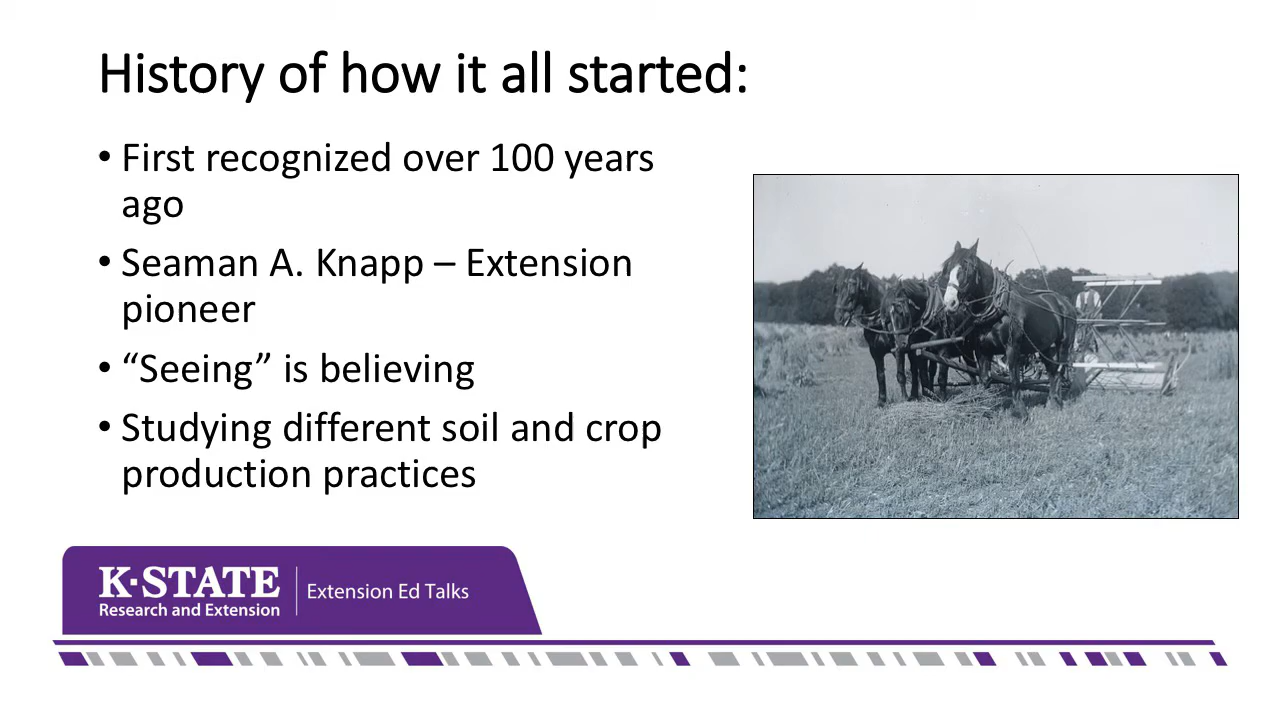 History of how it all started:
• First recognized over 100 years
ago
• Seaman A. Knapp – Extension
pioneer
• “Seeing” is believing
• Studying different soil and crop
production practices
K·STATE
Research and Extension
Extension Ed Talks